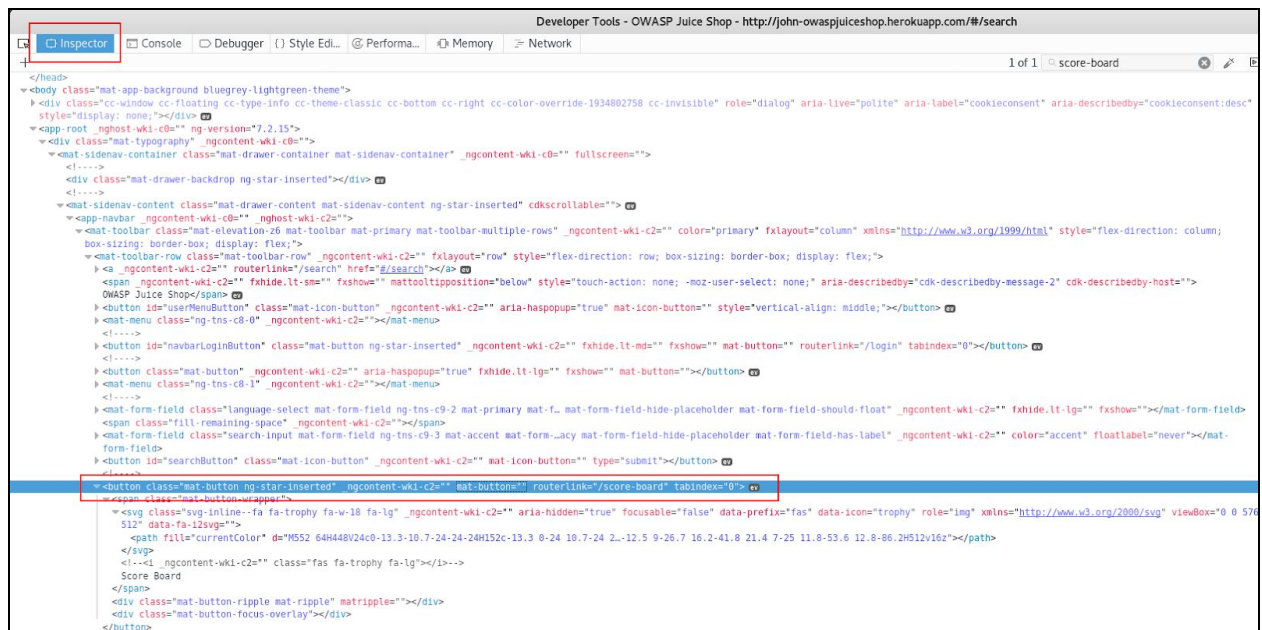 Developer Tools - OWASP Juice Shop - http://john-owaspjuiceshop.herokuapp.com/#/search
Inspector Console Debugger {} Style Edi... Performa... Memory Network
+ 1 of 1 score-board
</head>
<body class="mat-app-background bluegrey-lightgreen-theme">
<div class="cc-window cc-floating cc-type-info cc-theme-classic cc-bottom cc-right cc-color-override-1934802758 cc-invisible" role="dialog" aria-live="polite" aria-label="cookieconsent" aria-describedby="cookieconsent:desc"
style="display: none;"></div> ev
<app-root _nghost-wki-c0="" ng-version="7.2.15">
<div class="mat-typography" _ngcontent-wki-c0="">
<mat-sidenav-container class="mat-drawer-container mat-sidenav-container" _ngcontent-wki-c0="" fullscreen="">
<!---->
<div class="mat-drawer-backdrop ng-star-inserted"></div> ev
<!---->
<mat-sidenav-content class="mat-drawer-content mat-sidenav-content ng-star-inserted" cdkscrollable=""> ev
<app-navbar _ngcontent-wki-c0="" _nghost-wki-c2="">
<mat-toolbar class="mat-elevation-z6 mat-toolbar mat-primary mat-toolbar-multiple-rows" _ngcontent-wki-c2="" color="primary" fxlayout="column" xmlns="http://www.w3.org/1999/html" style="flex-direction: column;
box-sizing: border-box; display: flex;">
<mat-toolbar-row class="mat-toolbar-row" _ngcontent-wki-c2="" fxlayout="row" style="flex-direction: row; box-sizing: border-box; display: flex;">
<a _ngcontent-wki-c2="" routerlink="/search" href="#/search"></a> ev
<span _ngcontent-wki-c2="" fxhide.lt-sm="" fxshow="" mattooltipposition="below" style="touch-action: none; -moz-user-select: none;" aria-describedby="cdk-describedby-message-2" cdk-describedby-host="">
OWASP Juice Shop</span> ev
<button id="userMenuButton" class="mat-icon-button" _ngcontent-wki-c2="" aria-haspopup="true" mat-icon-button="" style="vertical-align: middle;"></button> ev
<mat-menu class="ng-tns-c8-0" _ngcontent-wki-c2=""></mat-menu>
<!---->
<button id="navbarLoginButton" class="mat-button ng-star-inserted" _ngcontent-wki-c2="" fxhide.lt-md="" fxshow="" mat-button="" routerlink="/login" tabindex="0"></button> ev
<!---->
<button class="mat-button" _ngcontent-wki-c2="" aria-haspopup="true" fxhide.lt-lg="" fxshow="" mat-button=""></button> ev
<mat-menu class="ng-tns-c8-1" _ngcontent-wki-c2=""></mat-menu>
<!---->
<mat-form-field class="language-select mat-form-field ng-tns-c9-2 mat-primary mat-f… mat-form-field-hide-placeholder mat-form-field-should-float" _ngcontent-wki-c2="" fxhide.lt-lg="" fxshow=""></mat-form-field>
<span class="fill-remaining-space" _ngcontent-wki-c2=""></span>
<mat-form-field class="search-input mat-form-field ng-tns-c9-3 mat-accent mat-form-…acy mat-form-field-hide-placeholder mat-form-field-has-label" _ngcontent-wki-c2="" color="accent" floatlabel="never"></mat-
form-field>
<button id="searchButton" class="mat-icon-button" _ngcontent-wki-c2="" mat-icon-button="" type="submit"></button> ev
<!---->
<button class="mat-button ng-star-inserted" _ngcontent-wki-c2="" mat-button="" routerlink="/score-board" tabindex="0"> ev
<span class="mat-button-wrapper">
<svg class="svg-inline--fa fa-trophy fa-w-18 fa-lg" _ngcontent-wki-c2="" aria-hidden="true" focusable="false" data-prefix="fas" data-icon="trophy" role="img" xmlns="http://www.w3.org/2000/svg" viewBox="0 0 576
512" data-fa-i2svg="">
<path fill="currentColor" d="M552 64H448V24c0-13.3-10.7-24-24-24H152c-13.3 0-24 10.7-24 2…-12.5 9-26.7 16.2-41.8 21.4 7-25 11.8-53.6 12.8-86.2H512v16z"></path>
</svg>
<!--<i _ngcontent-wki-c2="" class="fas fa-trophy fa-lg"></i>-->
Score Board
</span>
<div class="mat-button-ripple mat-ripple" matripple=""></div>
<div class="mat-button-focus-overlay"></div>
</button>